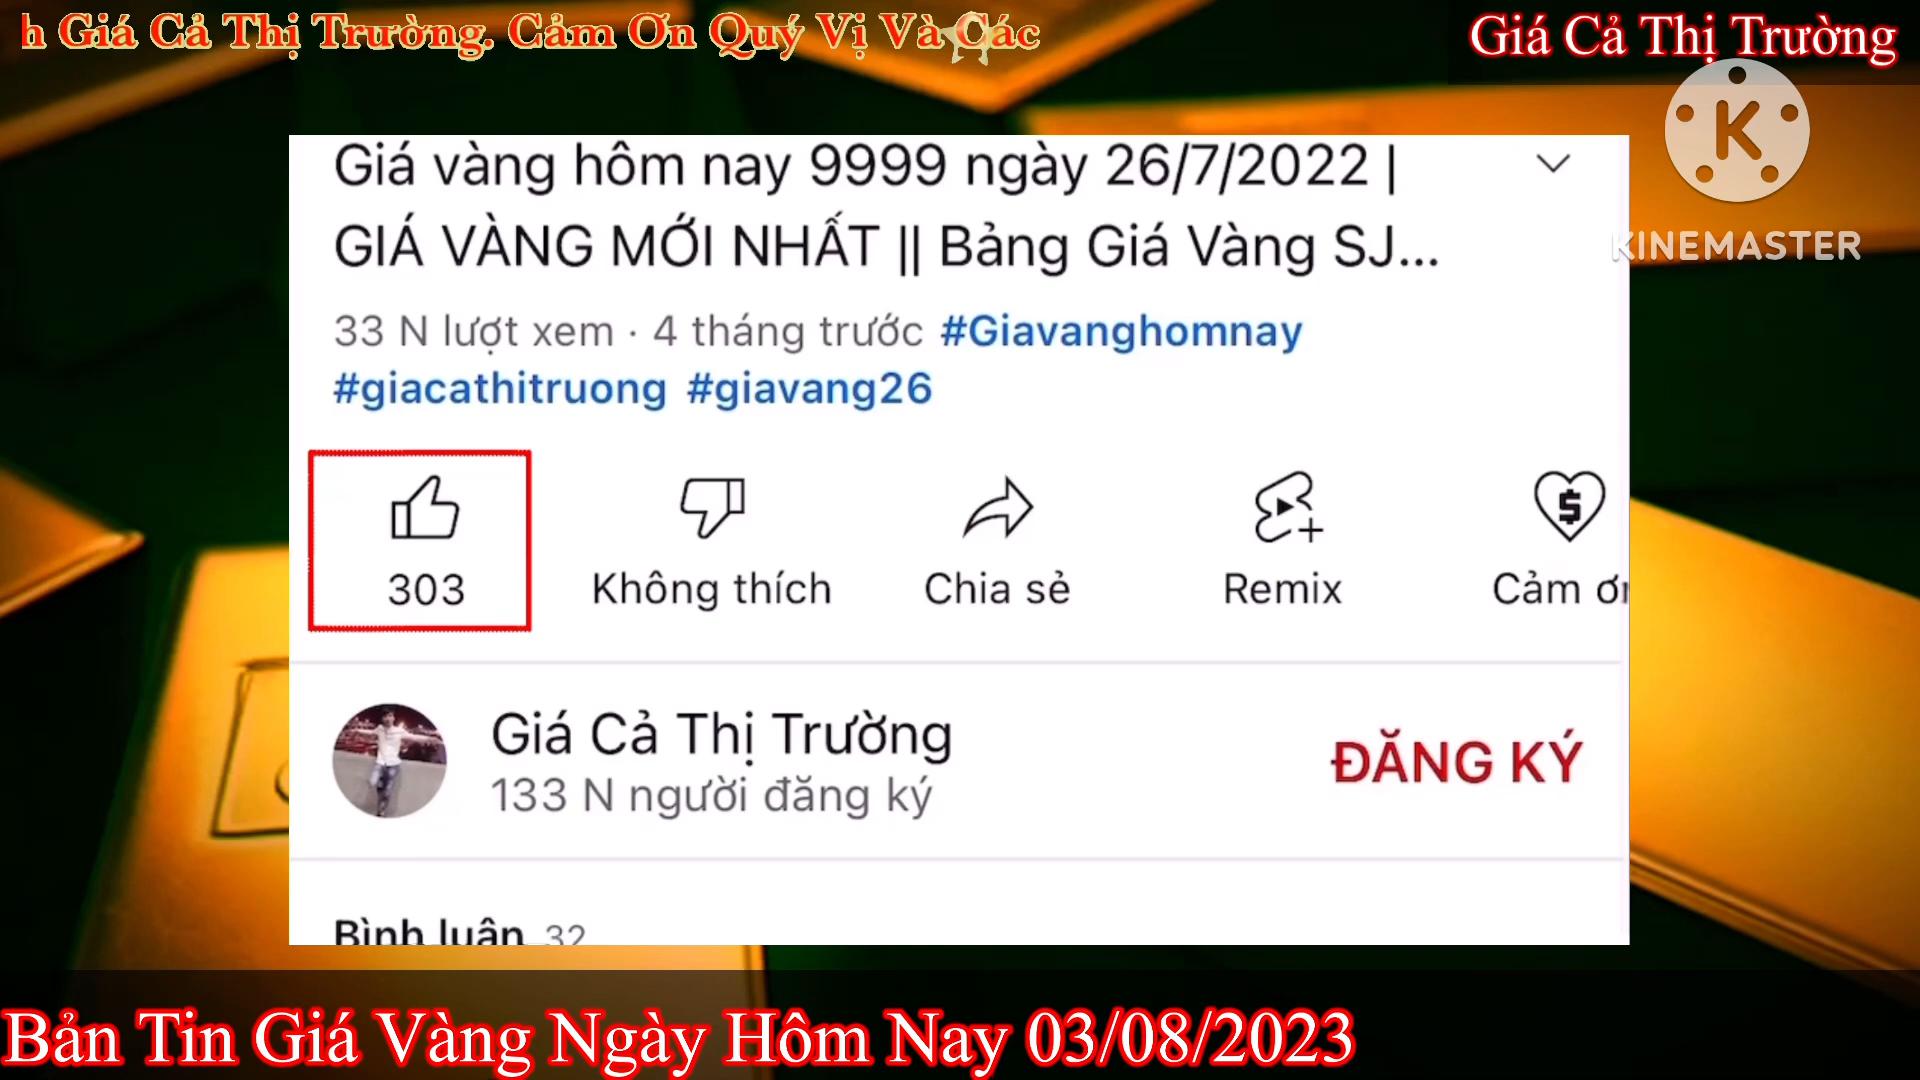 h Giá Cả Thị Trường. Cảm Ơn Quý Vị Và Các
Giá Cả Thị Trường
K
KINEMASTER
Giá vàng hôm nay 9999 ngày 26/7/2022 |
GIÁ VÀNG MỚI NHẤT || Bảng Giá Vàng SJ...
33 N lượt xem · 4 tháng trước #Giavanghomnay
#giacathitruong #giavang26
303
Không thích
Chia sẻ
Remix
Cảm ơn
Giá Cả Thị Trường
133 N người đăng ký
ĐĂNG KÝ
Bình luận 32
Bản Tin Giá Vàng Ngày Hôm Nay 03/08/2023